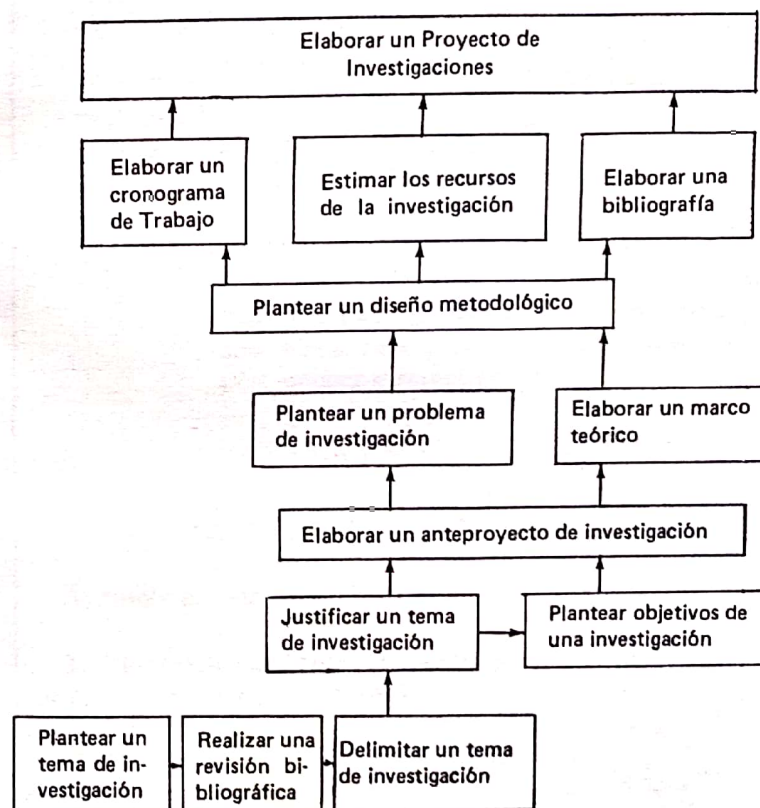 Elaborar un Proyecto de
Investigaciones
Elaborar un
cronograma
de Trabajo
Estimar los recursos
de la investigación
Elaborar una
bibliografía
Plantear un diseño metodológico
Plantear un problema
de investigación
Elaborar un marco
teórico
Elaborar un anteproyecto de investigación
Justificar un tema
de investigación
Plantear objetivos de
una investigación
Plantear un
tema de in-
vestigación
Realizar una
revisión bi-
bliográfica
Delimitar un tema
de investigación